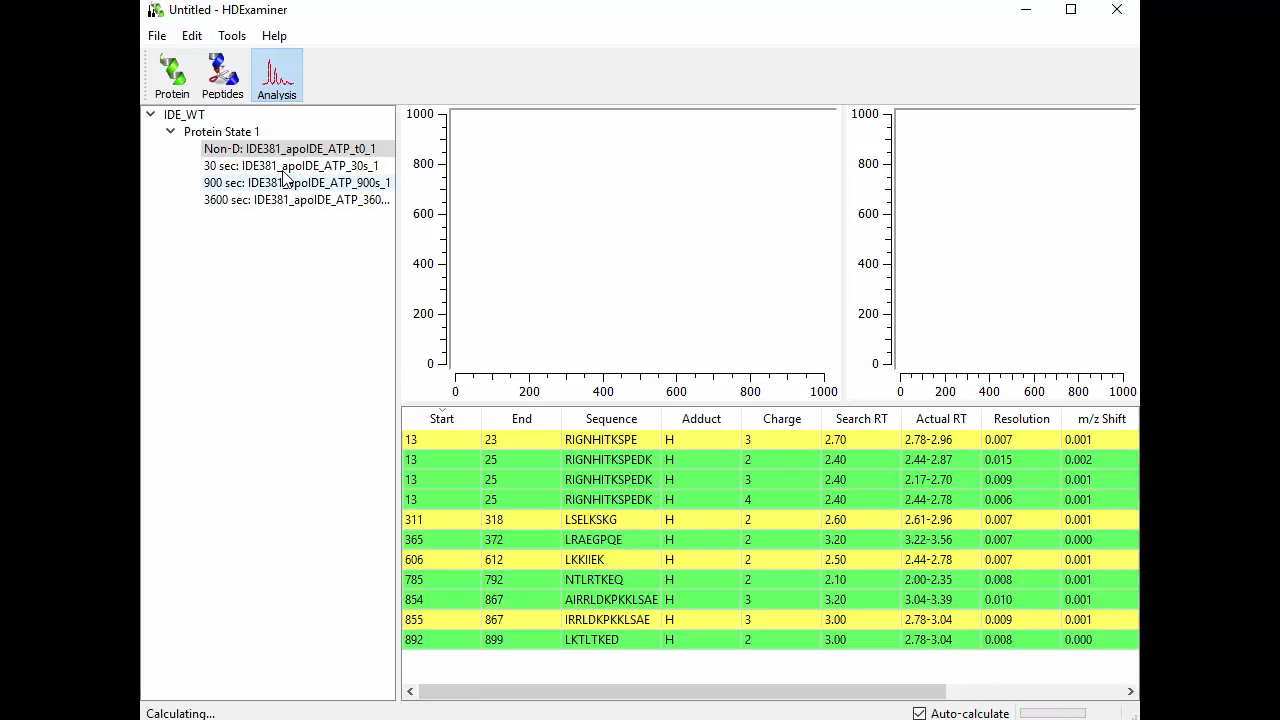 Untitled - HDExaminer
File Edit Tools Help
Protein Peptides Analysis
IDE_WT
Protein State 1
Non-D: IDE381_apoIDE_ATP_t0_1
30 sec: IDE381_apoIDE_ATP_30s_1
900 sec: IDE381_apoIDE_ATP_900s_1
3600 sec: IDE381_apoIDE_ATP_360...
1000
800
600
400
200
0
0 200 400 600 800 1000
1000
800
600
400
200
0
0 200 400 600 800 1000
Start End Sequence Adduct Charge Search RT Actual RT Resolution m/z Shift
13 23 RIGNHITKSPE H 3 2.70 2.78-2.96 0.007 0.001
13 25 RIGNHITKSPEDK H 2 2.40 2.44-2.87 0.015 0.002
13 25 RIGNHITKSPEDK H 3 2.40 2.17-2.70 0.009 0.001
13 25 RIGNHITKSPEDK H 4 2.40 2.44-2.78 0.006 0.001
311 318 LSELKSKG H 2 2.60 2.61-2.96 0.007 0.001
365 372 LRAEGPQE H 2 3.20 3.22-3.56 0.007 0.000
606 612 LKKIIEK H 2 2.50 2.44-2.78 0.007 0.001
785 792 NTLRTKEQ H 2 2.10 2.00-2.35 0.008 0.001
854 867 AIRRLDKPKKLSAE H 3 3.20 3.04-3.39 0.010 0.001
855 867 IRRLDKPKKLSAE H 3 3.00 2.78-3.04 0.009 0.001
892 899 LKTLTKED H 2 3.00 2.78-3.04 0.008 0.000
Calculating... Auto-calculate